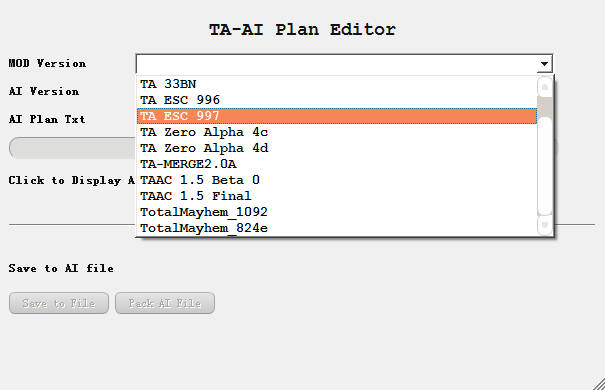 TA-AI Plan Editor
MOD Version
TA 33BN
AI Version
TA ESC 996
TA ESC 997
AI Plan Txt
TA Zero Alpha 4c
TA Zero Alpha 4d
TA-MERGE2.0A
Click to Display A
TAAC 1.5 Beta 0
TAAC 1.5 Final
TotalMayhem_1092
TotalMayhem_824e
Save to AI file
Save to File
Pack AI File